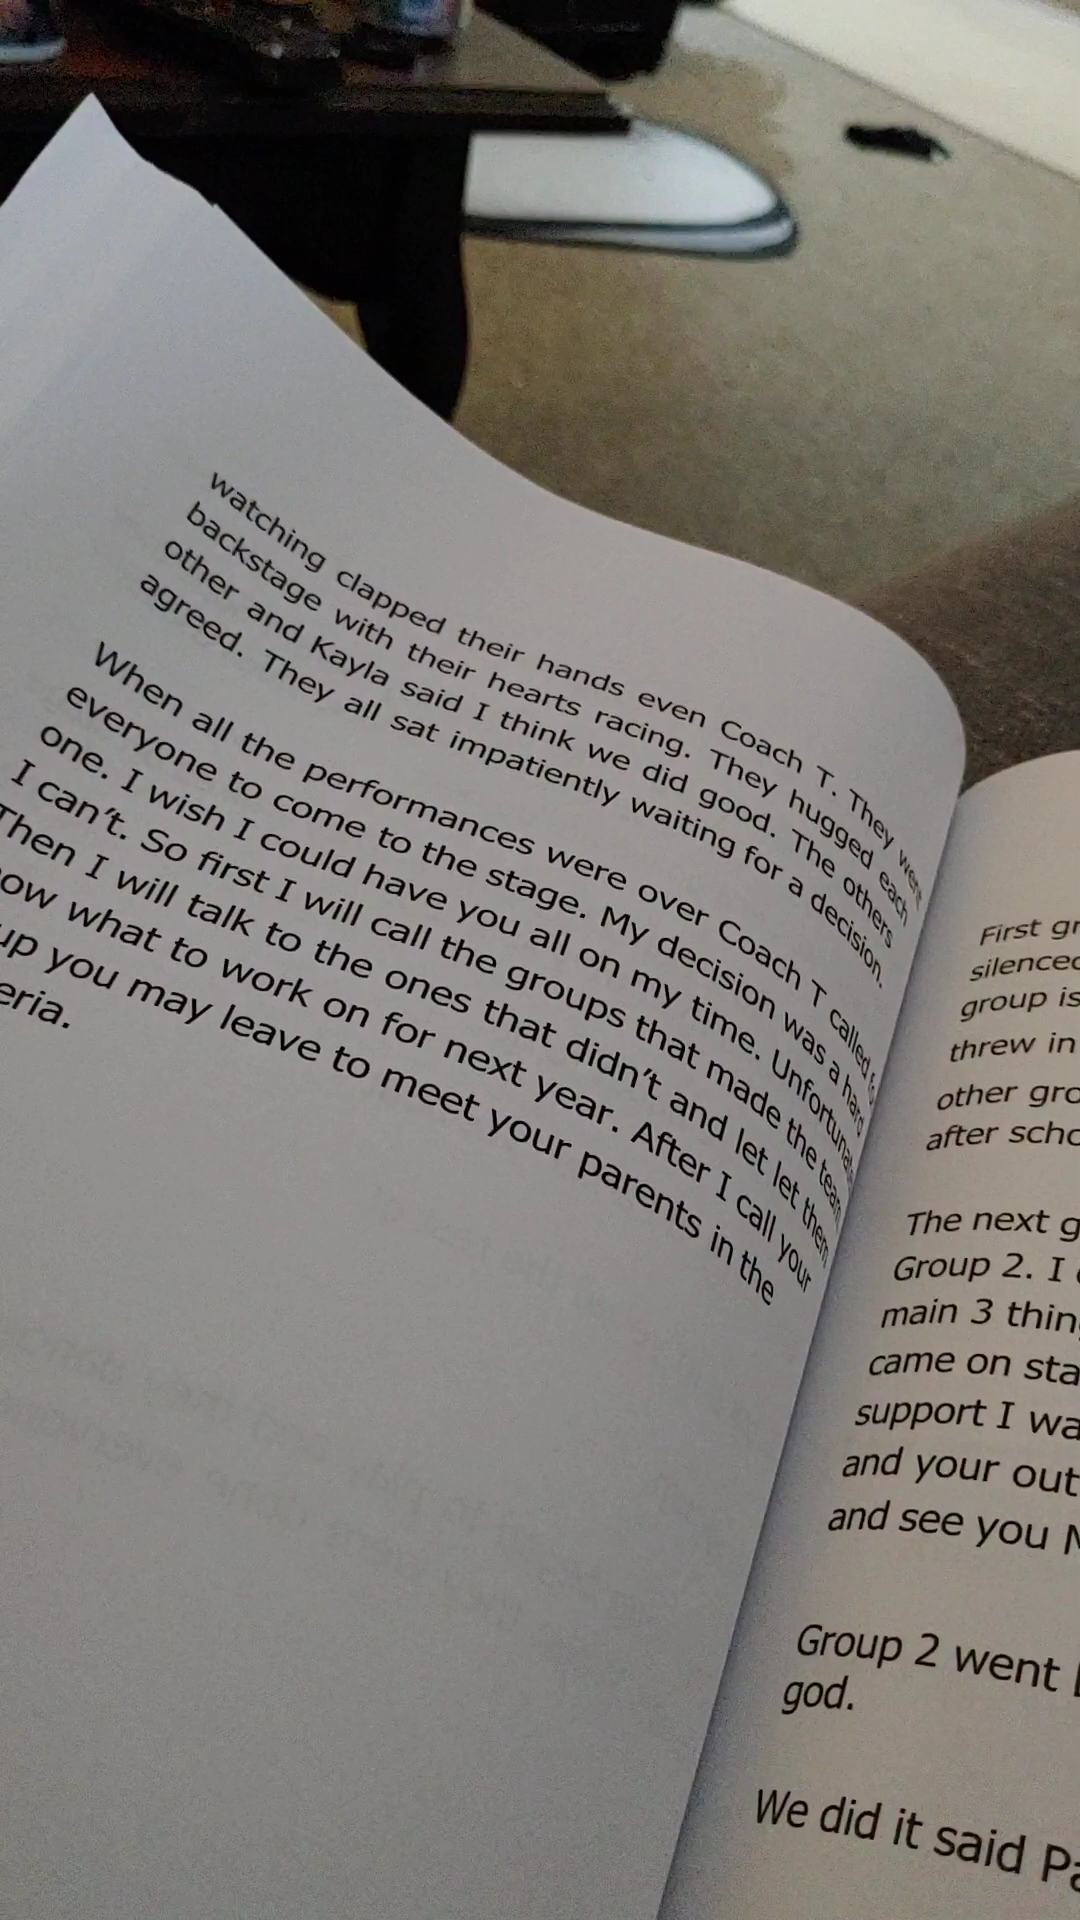 watching clapped their hands even Coach T. They went
backstage with their hearts racing. They hugged each
other and Kayla said I think we did good. The others
agreed. They all sat impatiently waiting for a decision.
When all the performances were over Coach T called
everyone to come to the stage. My decision was a hard
one. I wish I could have you all on my time. Unfortunate
I can't. So first I will call the groups that made the team
Then I will talk to the ones that didn't and let let them
ow what to work on for next year. After I call your
up you may leave to meet your parents in the
eria.
First gr
silenced
group is
threw in
other gro
after scho
The next g
Group 2. I
main 3 thin
came on sta
support I wa
and your out
and see you
Group 2 went
god.
We did it said Pa